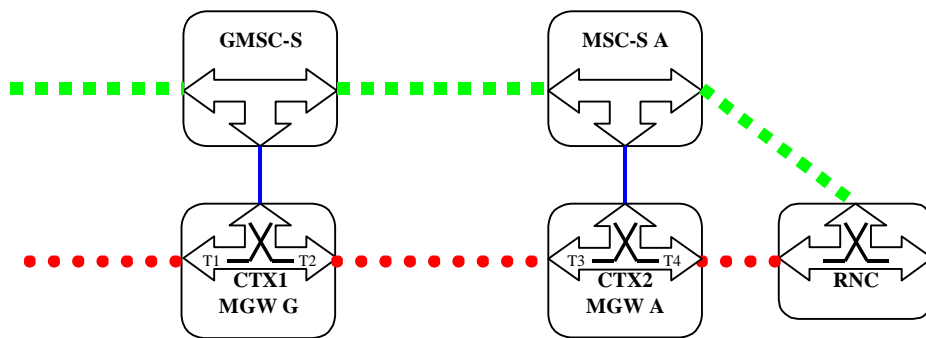 GMSC-S
MSC-S A
T1 T2
T3 T4
CTX1
CTX2
RNC
MGW G
MGW A